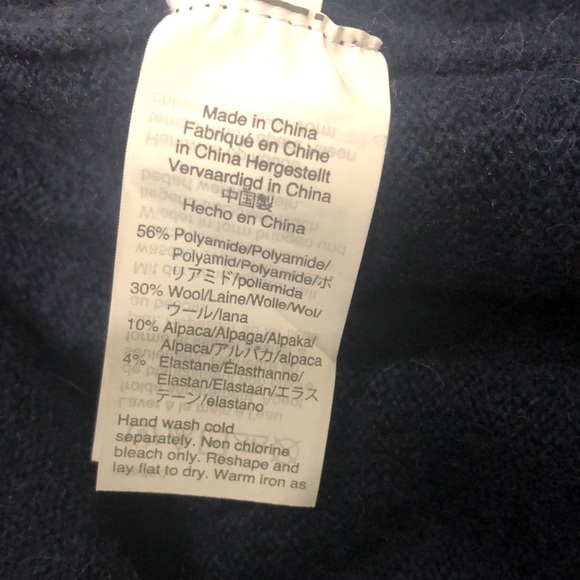 Made in China
Fabriqué en Chine
in China Hergestellt
Vervaardigd in China
中国製
Hecho en China
56% Polyamide/Polyamide/
Polyamid/Polyamide/ポ
リアミド/poliamida
30% Wool/Laine/Wolle/Wol/
ウール/lana
10% Alpaca/Alpaga/Alpaka/
Alpaca/アルパカ/alpaca
4% Elastane/Élasthanne/
Elastan/Elastaan/エラス
テーン/elastano
Hand wash cold
separately. Non chlorine
bleach only. Reshape and
lay flat to dry. Warm iron as